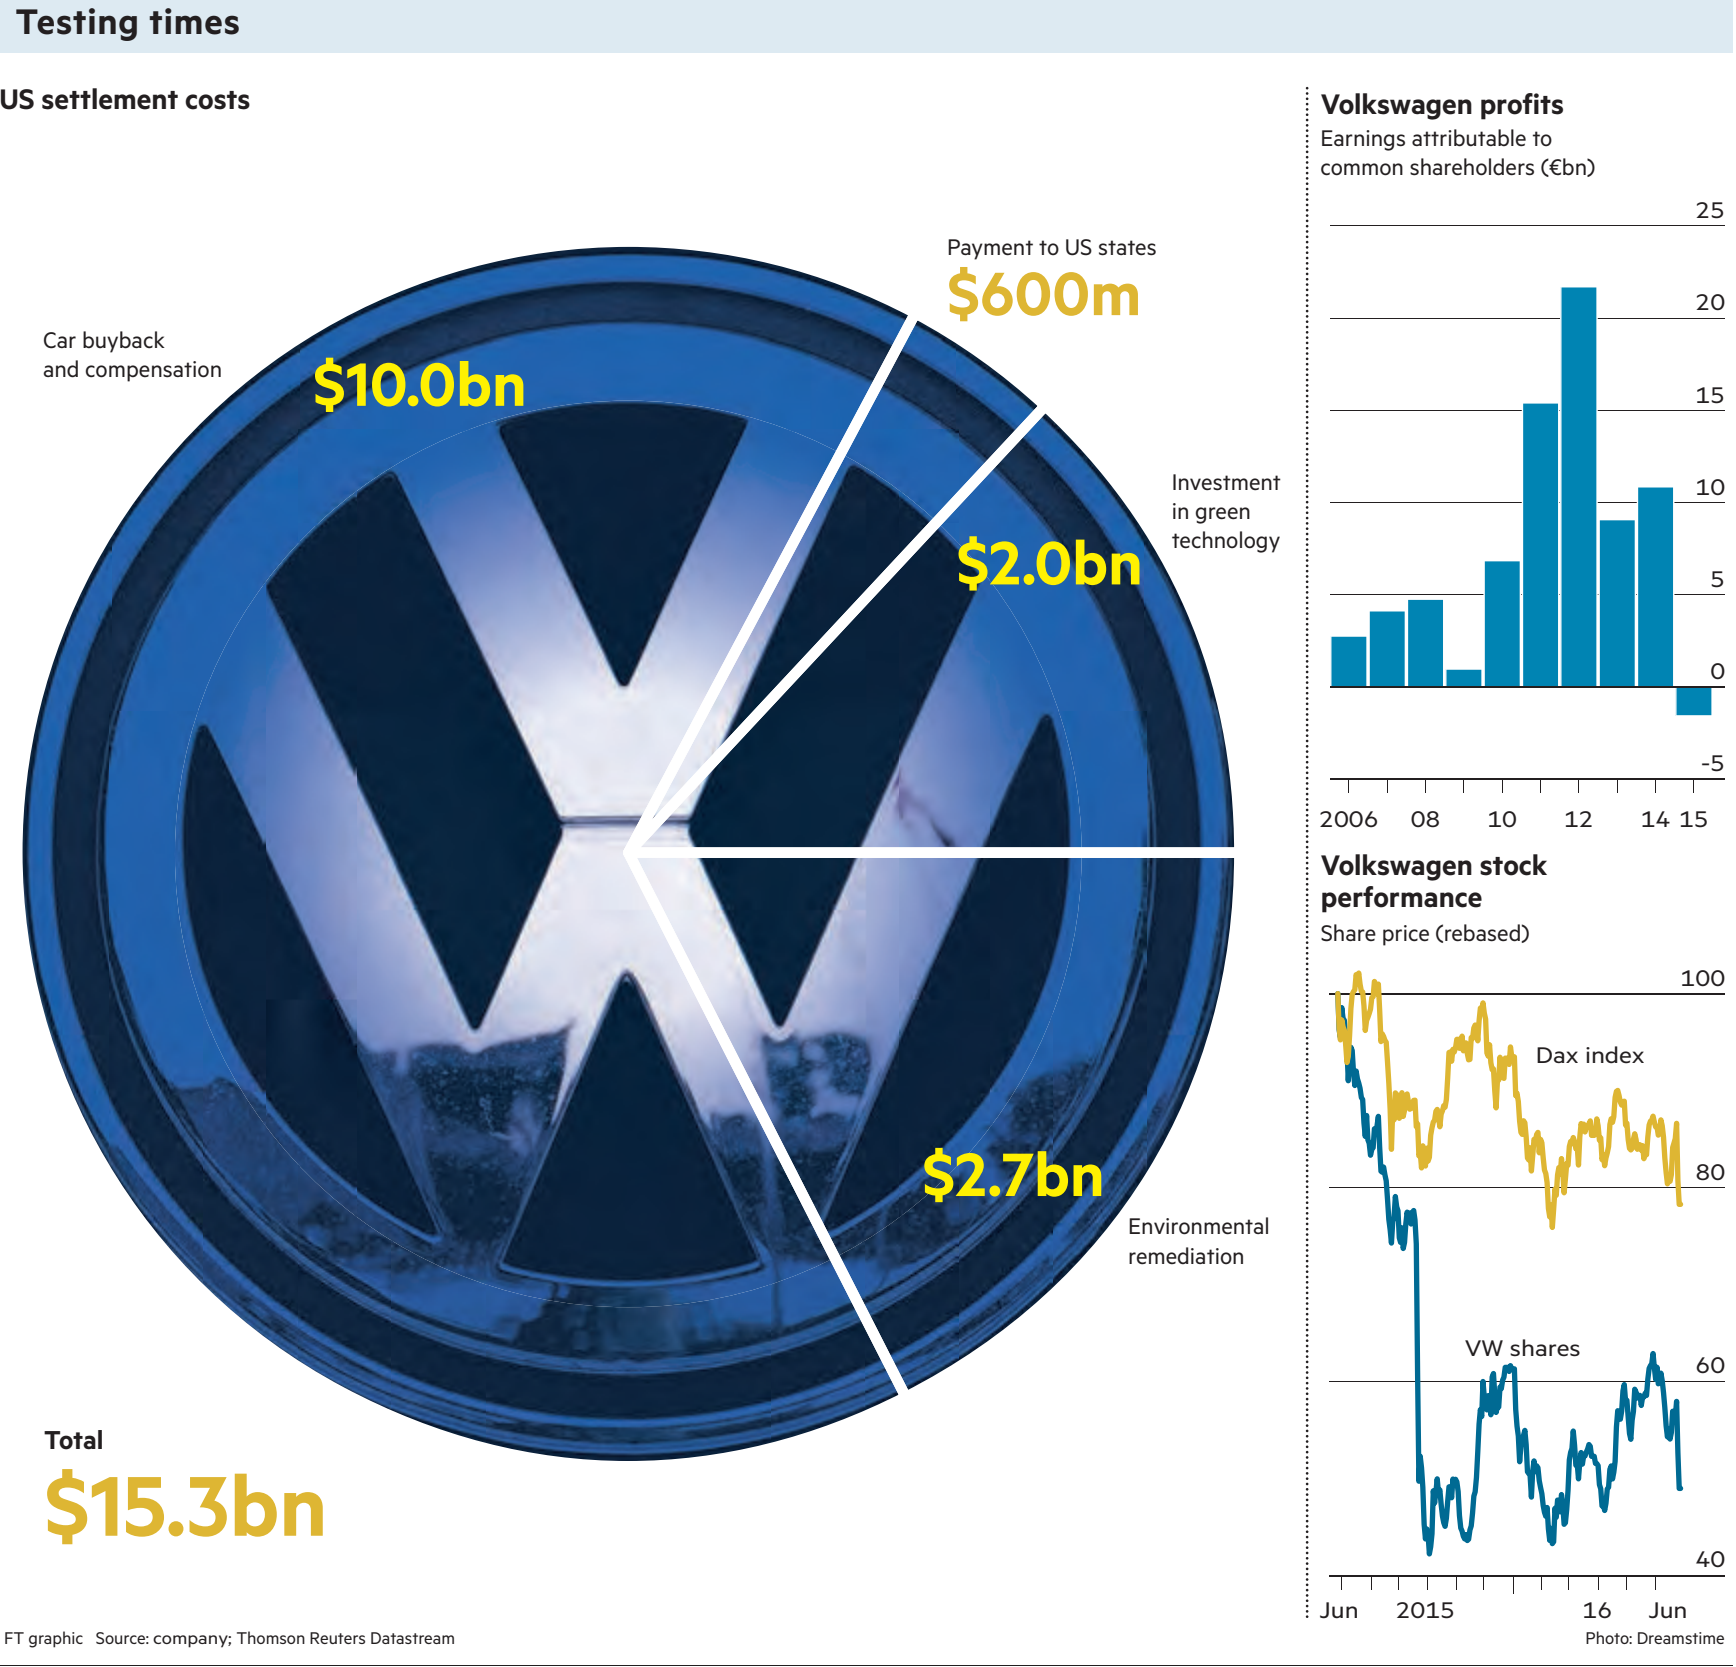 Testing times
US settlement costs
Car buyback
and compensation
$10.0bn
Payment to US states
$600m
Investment
in green
technology
$2.0bn
$2.7bn
Environmental
remediation
Total
$15.3bn
Volkswagen profits
Earnings attributable to
common shareholders (€bn)
25
20
15
10
5
0
-5
2006 08 10 12 14 15
Volkswagen stock
performance
Share price (rebased)
100
Dax index
80
VW shares
60
40
Jun 2015 16 Jun
FT graphic Source: company; Thomson Reuters Datastream
Photo: Dreamstime